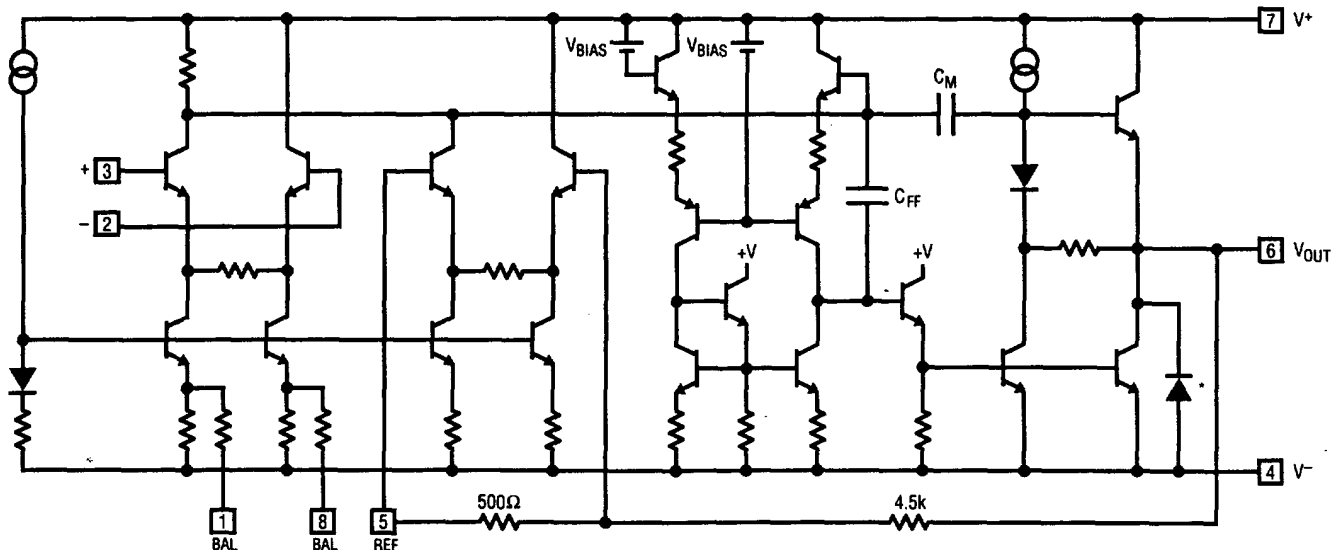 7 V+
VBIAS
VBIAS
CM
+ 3
- 2
CFF
+V
+V
6 VOUT
4 V−
500Ω
4.5k
1
8
5
BAL
BAL
REF
*